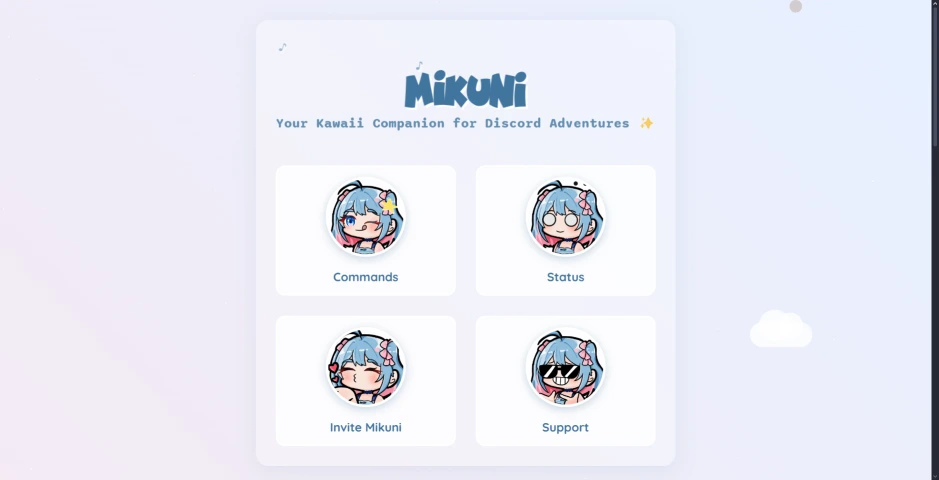 MiKUNi
Your Kawaii Companion for Discord Adventures ✨
Commands
Status
Invite Mikuni
Support